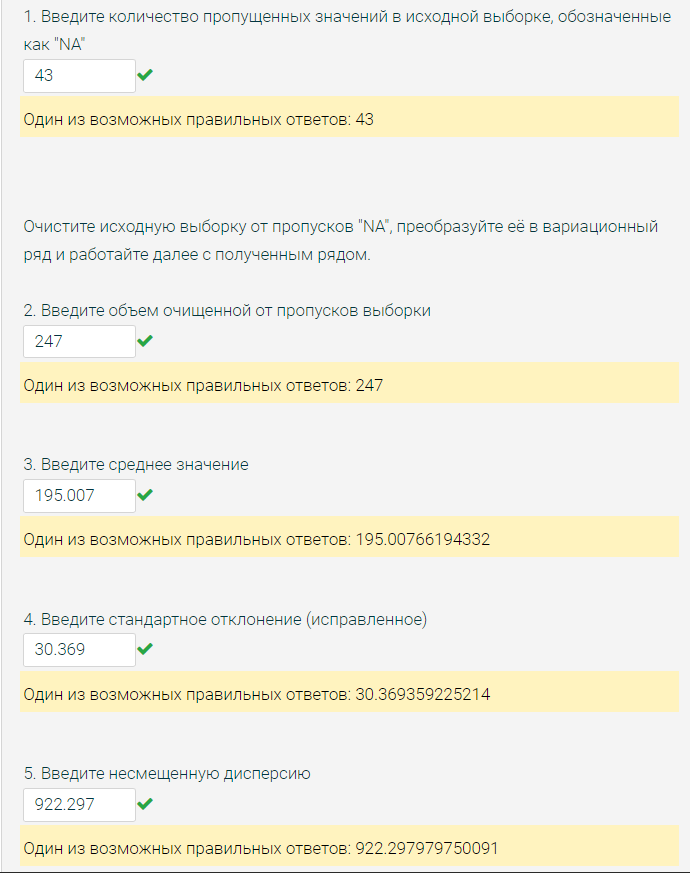 1. Введите количество пропущенных значений в исходной выборке, обозначенные
как "NA"
43
Один из возможных правильных ответов: 43
Очистите исходную выборку от пропусков "NA", преобразуйте её в вариационный
ряд и работайте далее с полученным рядом.
2. Введите объем очищенной от пропусков выборки
247
Один из возможных правильных ответов: 247
3. Введите среднее значение
195.007
Один из возможных правильных ответов: 195.00766194332
4. Введите стандартное отклонение (исправленное)
30.369
Один из возможных правильных ответов: 30.369359225214
5. Введите несмещенную дисперсию
922.297
Один из возможных правильных ответов: 922.297979750091